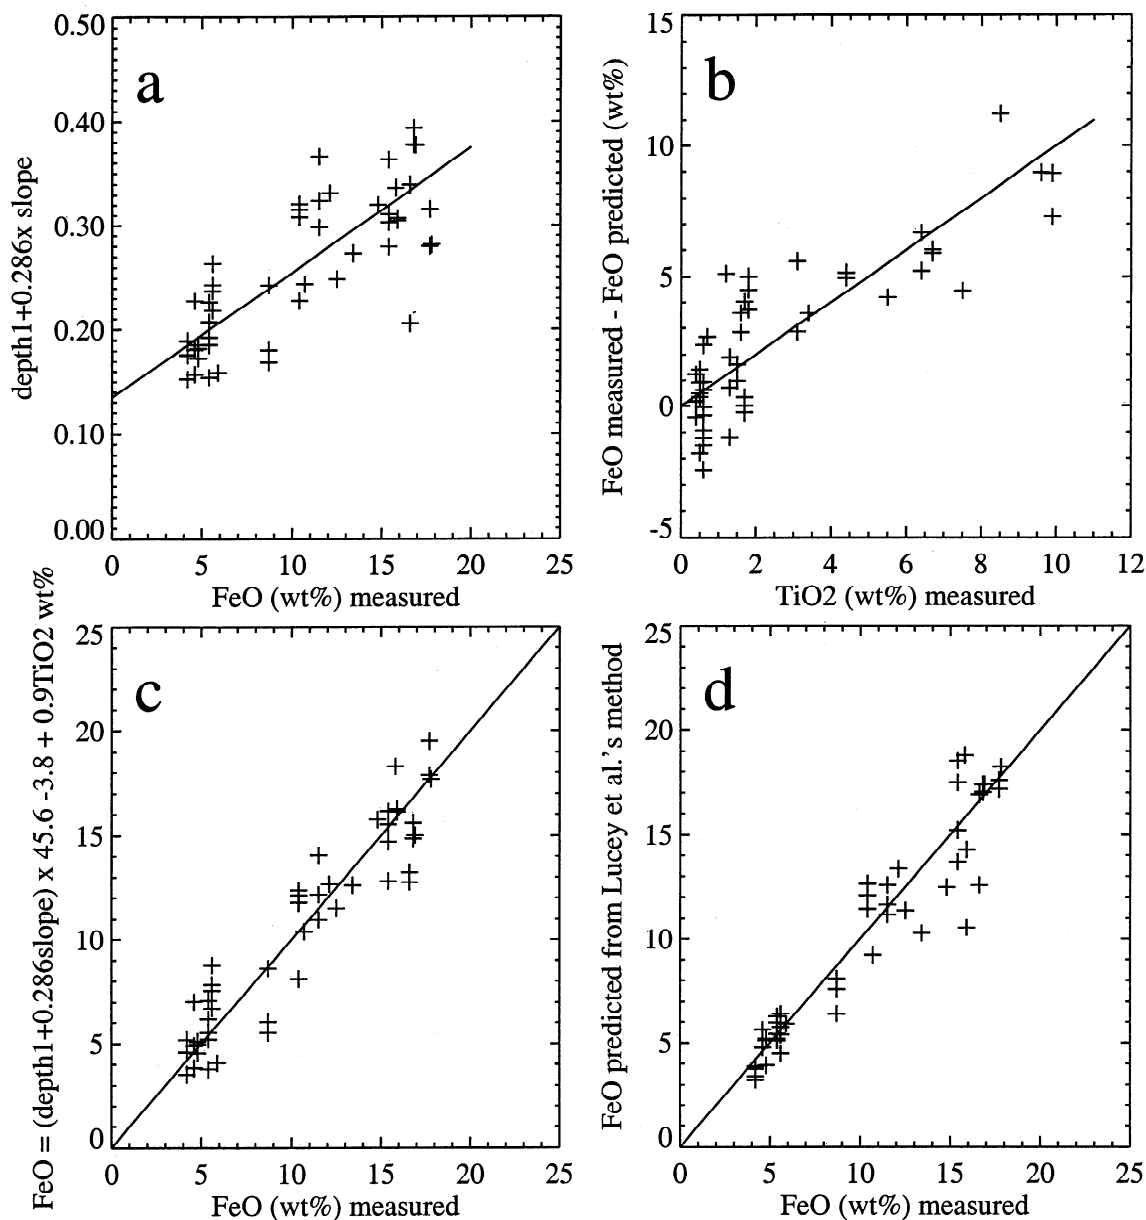 a
depth1+0.286x slope
0.50
0.40
0.30
0.20
0.10
0.00
0 5 10 15 20 25
FeO (wt%) measured
b
FeO measured - FeO predicted (wt%)
15
10
5
0
-5
0 2 4 6 8 10 12
TiO2 (wt%) measured
c
FeO = (depth1+0.286slope) x 45.6 -3.8 + 0.9TiO2 wt%
25
20
15
10
5
0
0 5 10 15 20 25
FeO (wt%) measured
d
FeO predicted from Lucey et al.'s method
25
20
15
10
5
0
0 5 10 15 20 25
FeO (wt%) measured